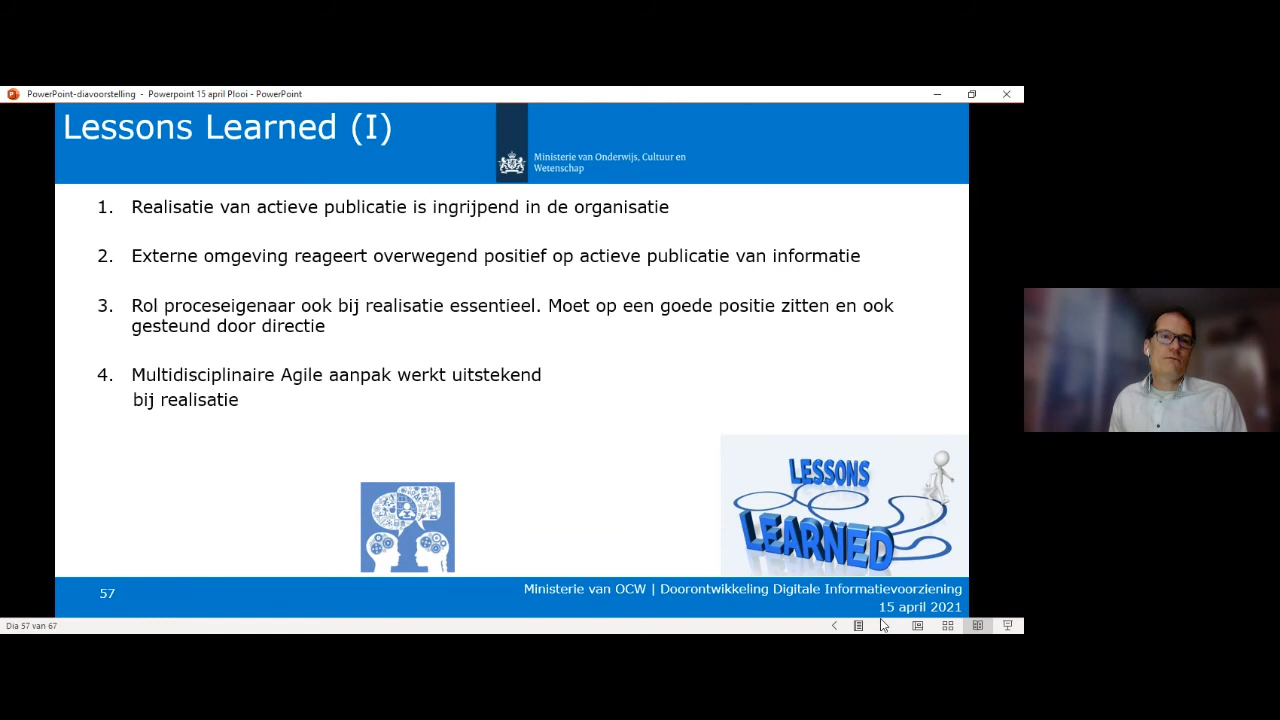 PowerPoint-diavoorstelling - Powerpoint 15 april Plooi - PowerPoint
Lessons Learned (I)
Ministerie van Onderwijs, Cultuur en
Wetenschap
1. Realisatie van actieve publicatie is ingrijpend in de organisatie
2. Externe omgeving reageert overwegend positief op actieve publicatie van informatie
3. Rol proceseigenaar ook bij realisatie essentieel. Moet op een goede positie zitten en ook
gesteund door directie
4. Multidisciplinaire Agile aanpak werkt uitstekend
bij realisatie
LESSONS
LEARNED
57
Ministerie van OCW | Doorontwikkeling Digitale Informatievoorziening
15 april 2021
Dia 57 van 67